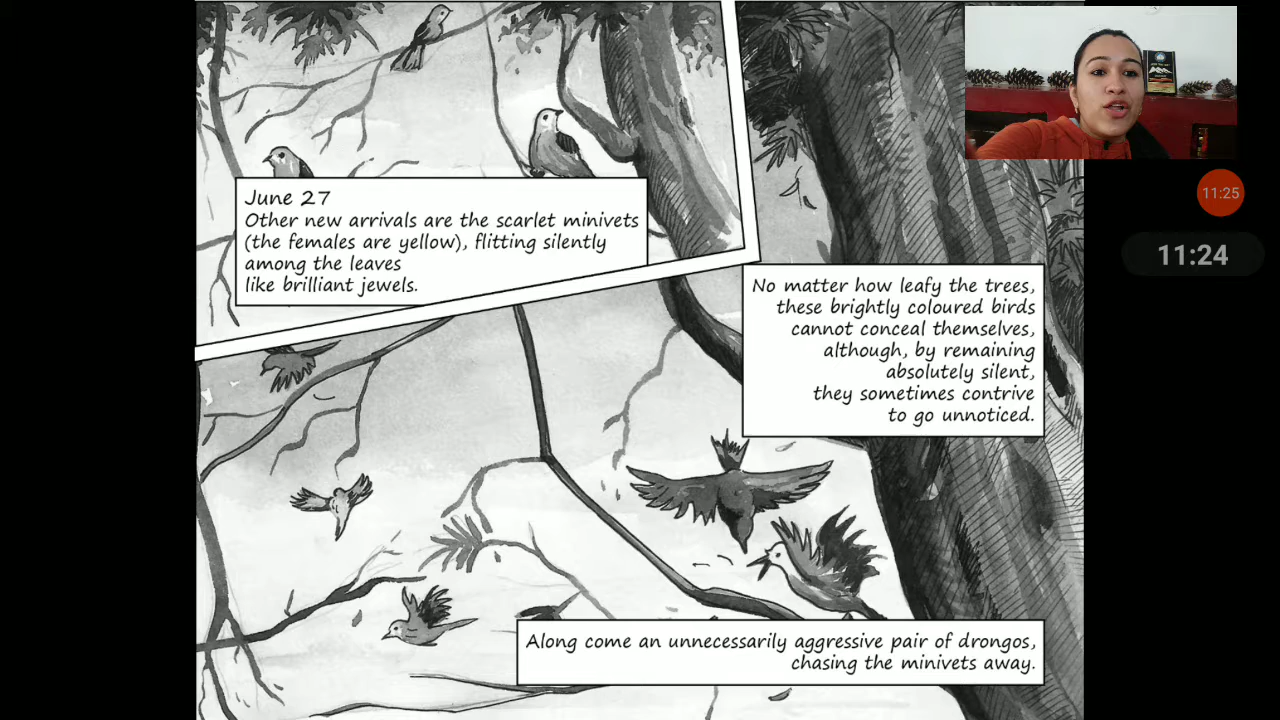 June 27
Other new arrivals are the scarlet minivets
(the females are yellow), flitting silently
among the leaves
like brilliant jewels.
No matter how leafy the trees,
these brightly coloured birds
cannot conceal themselves,
although, by remaining
absolutely silent,
they sometimes contrive
to go unnoticed.
Along come an unnecessarily aggressive pair of drongos,
chasing the minivets away.
11:25
11:24